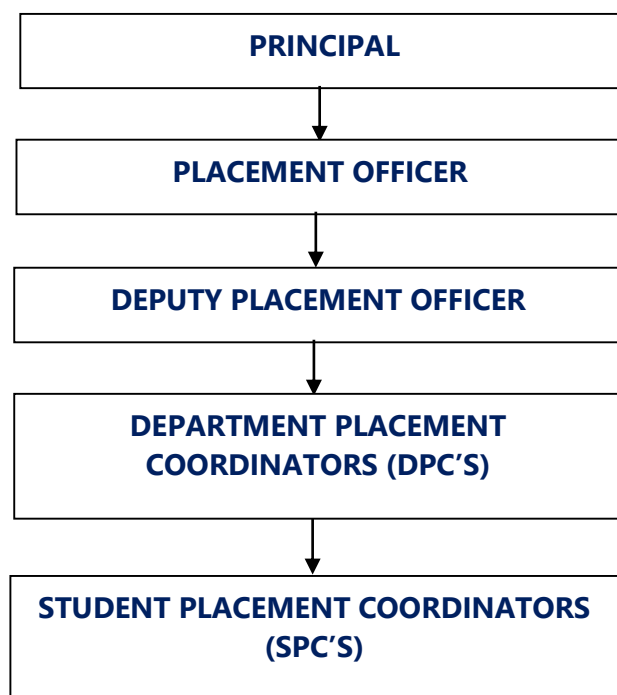 PRINCIPAL
PLACEMENT OFFICER
DEPUTY PLACEMENT OFFICER
DEPARTMENT PLACEMENT
COORDINATORS (DPC’S)
STUDENT PLACEMENT COORDINATORS
(SPC’S)